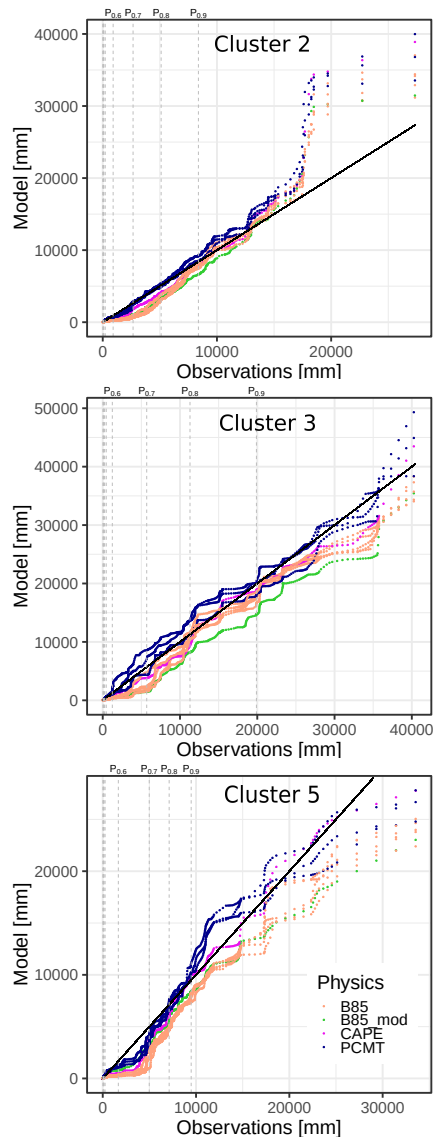 P0.6 P0.7 P0.8 P0.9
Cluster 2
40000
30000
20000
10000
0
Model [mm]
0 10000 20000
Observations [mm]
P0.6 P0.7 P0.8 P0.9
Cluster 3
50000
40000
30000
20000
10000
0
Model [mm]
0 10000 20000 30000 40000
Observations [mm]
P0.6 P0.7 P0.8 P0.9
Cluster 5
20000
10000
0
Model [mm]
Physics
B85
B85_mod
CAPE
PCMT
0 10000 20000 30000
Observations [mm]